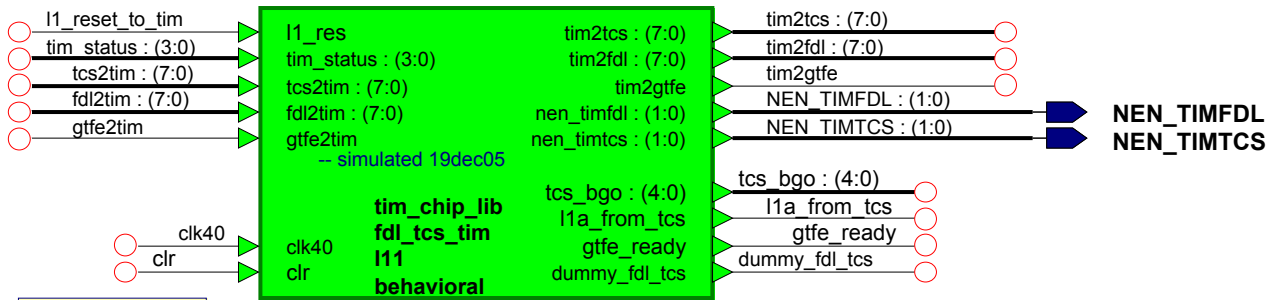 l1_reset_to_tim
tim_status : (3:0)
tcs2tim : (7:0)
fdl2tim : (7:0)
gtfe2tim
clk40
clr
l1_res
tim_status : (3:0)
tcs2tim : (7:0)
fdl2tim : (7:0)
gtfe2tim
-- simulated 19dec05
clk40
clr
tim_chip_lib
fdl_tcs_tim
I11
behavioral
tim2tcs : (7:0)
tim2fdl : (7:0)
tim2gtfe
nen_timfdl : (1:0)
nen_timtcs : (1:0)
tcs_bgo : (4:0)
l1a_from_tcs
gtfe_ready
dummy_fdl_tcs
tim2tcs : (7:0)
tim2fdl : (7:0)
tim2gtfe
NEN_TIMFDL : (1:0)
NEN_TIMTCS : (1:0)
tcs_bgo : (4:0)
l1a_from_tcs
gtfe_ready
dummy_fdl_tcs
NEN_TIMFDL
NEN_TIMTCS